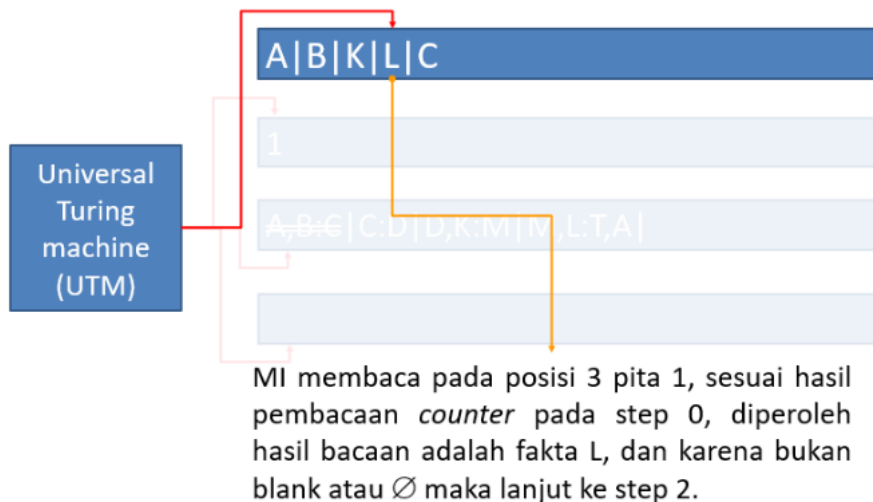 A|B|K|L|C
1
Universal
Turing
machine
(UTM)
A,B:C|C:D|D,K:M|M,L:T,A|
MI membaca pada posisi 3 pita 1, sesuai hasil
pembacaan counter pada step 0, diperoleh
hasil bacaan adalah fakta L, dan karena bukan
blank atau ∅ maka lanjut ke step 2.